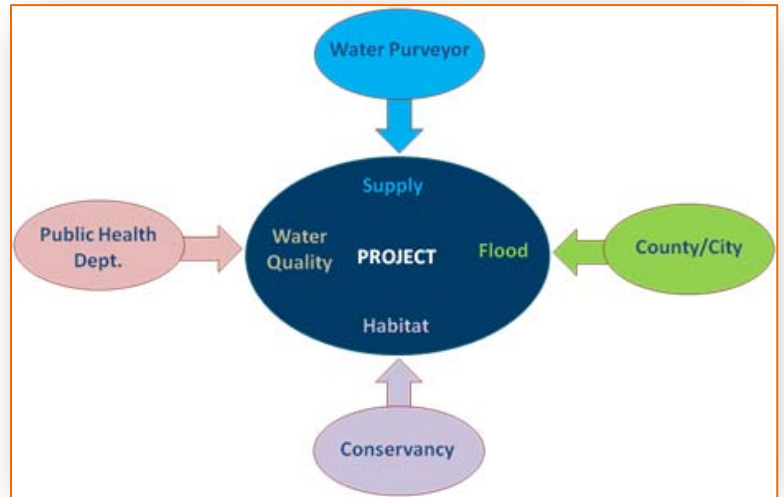 Water Purveyor
Supply
Public Health
Dept.
Water
Quality
PROJECT
Flood
County/City
Habitat
Conservancy